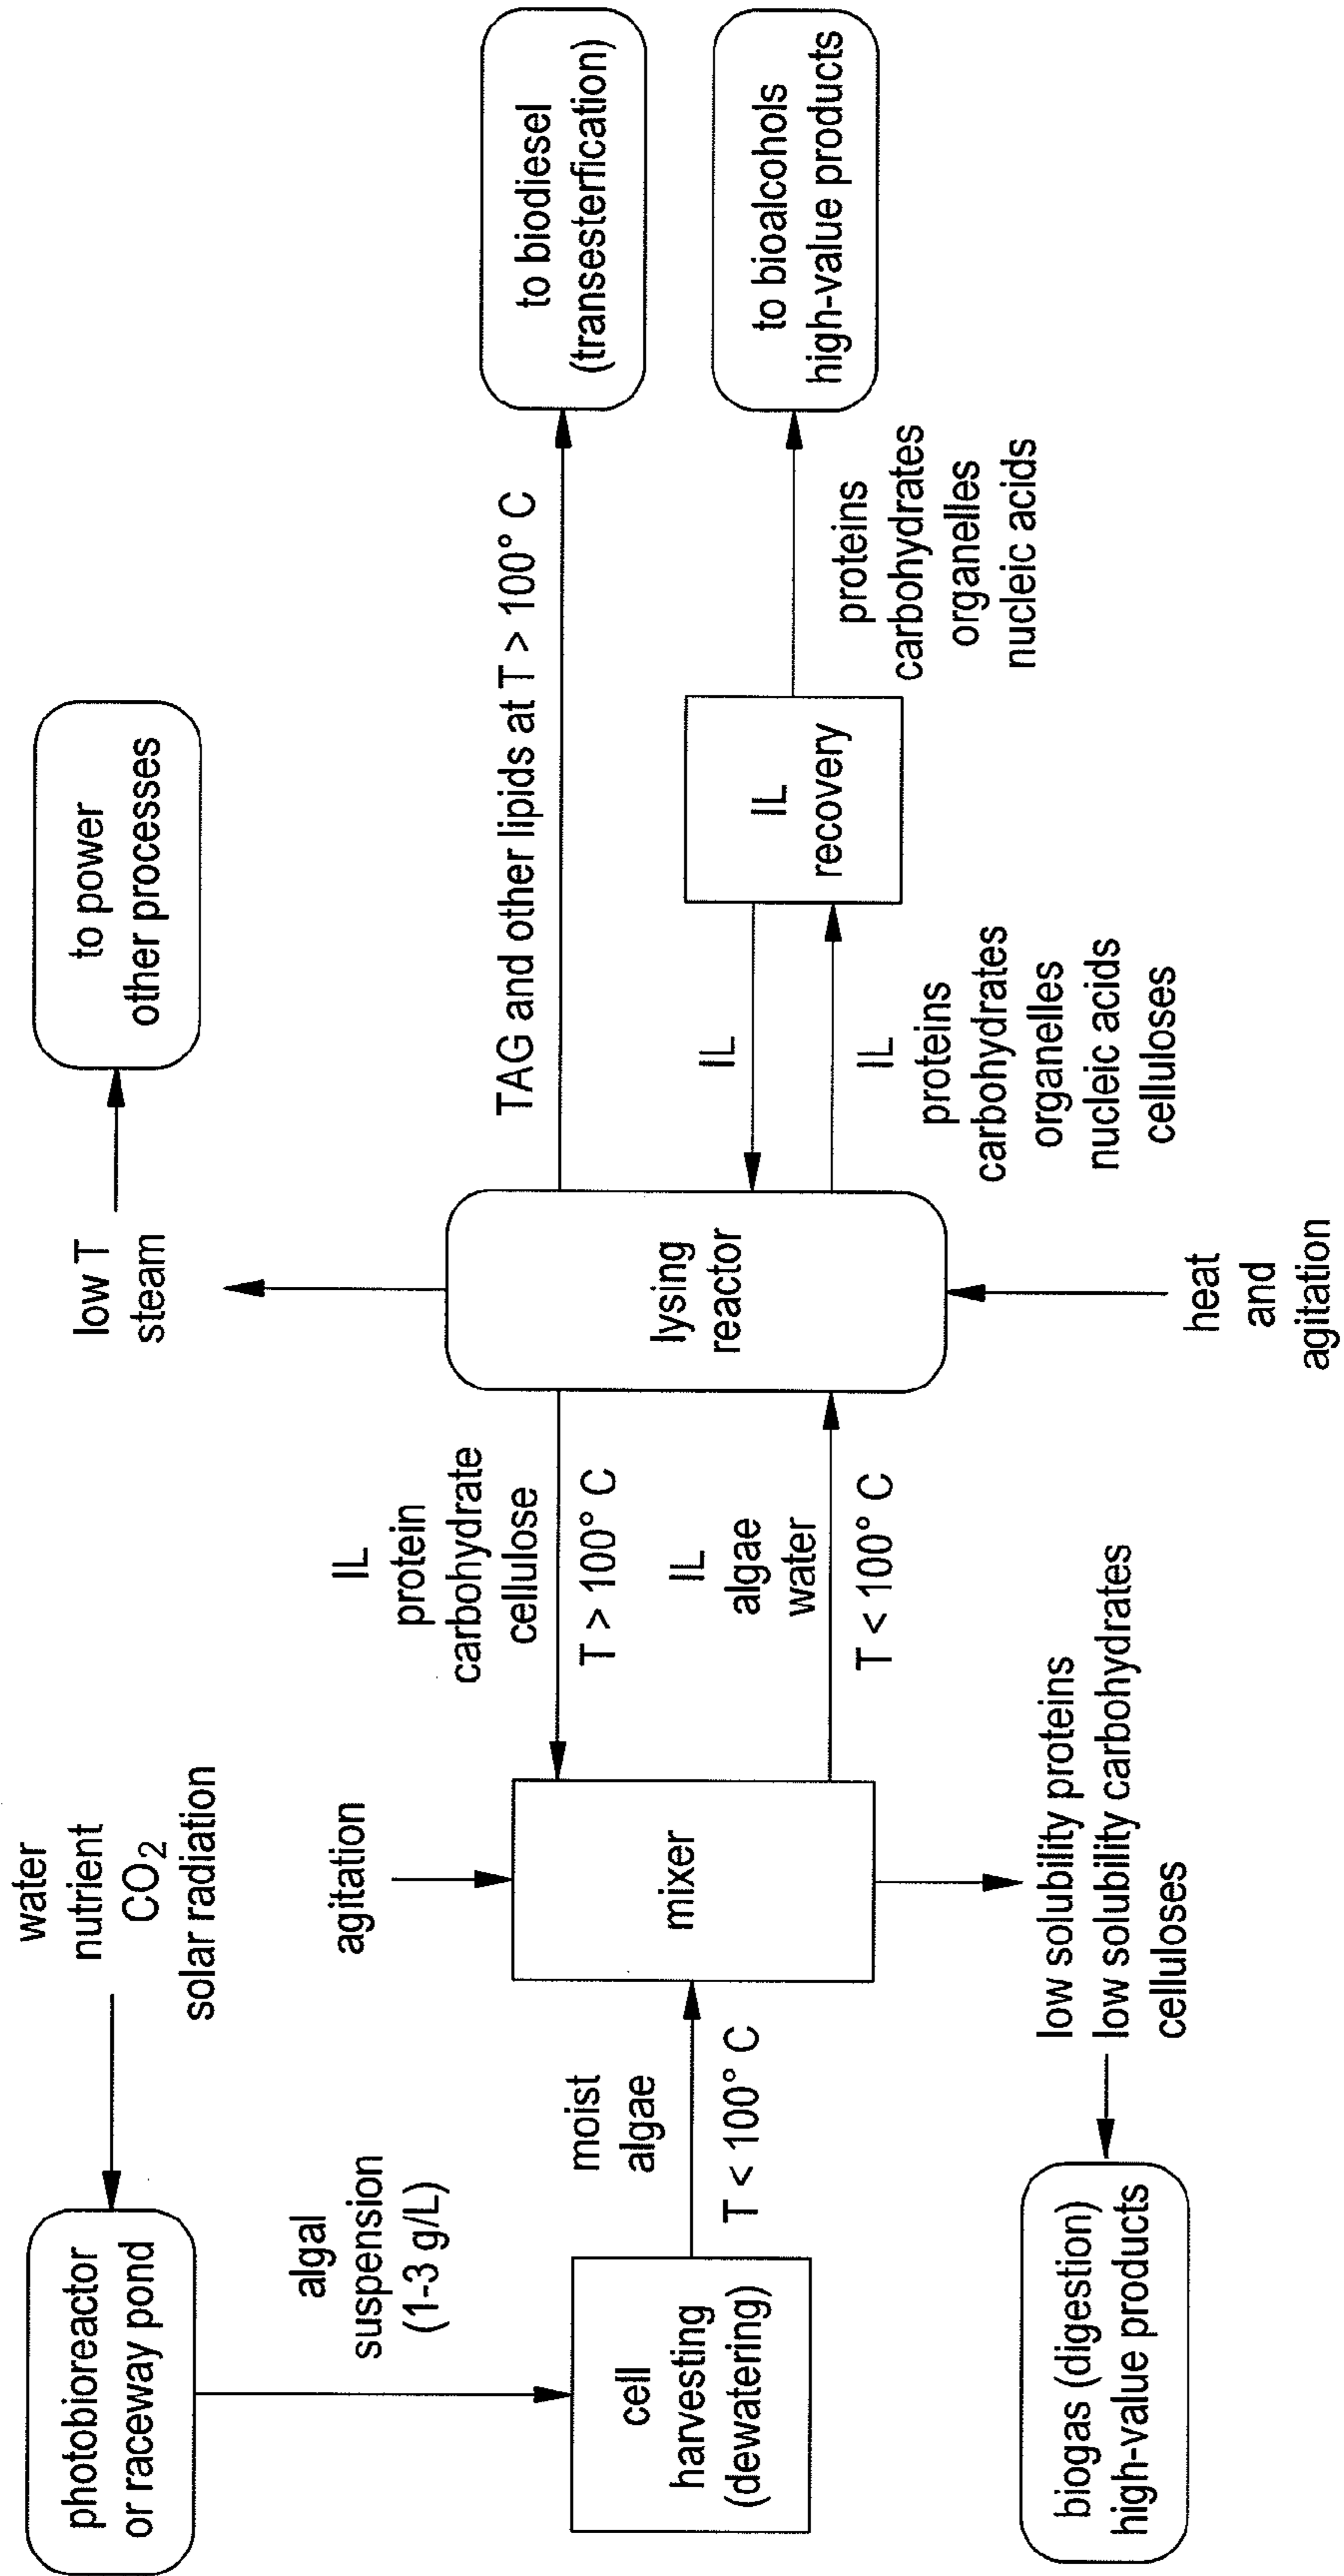 water
nutrient
CO₂
solar radiation
photobioreactor
or raceway pond
algal
suspension
(1-3 g/L)
cell
harvesting
(dewatering)
moist
algae
T < 100° C
agitation
mixer
low solubility proteins
low solubility carbohydrates
celluloses
biogas (digestion)
high-value products
IL
protein
carbohydrate
cellulose
T > 100° C
IL
algae
water
T < 100° C
low T
steam
to power
other processes
lysing
reactor
heat
and
agitation
TAG and other lipids at T > 100° C
to biodiesel
(transesterfication)
IL
IL
proteins
carbohydrates
organelles
nucleic acids
celluloses
IL
recovery
proteins
carbohydrates
organelles
nucleic acids
to bioalcohols
high-value products